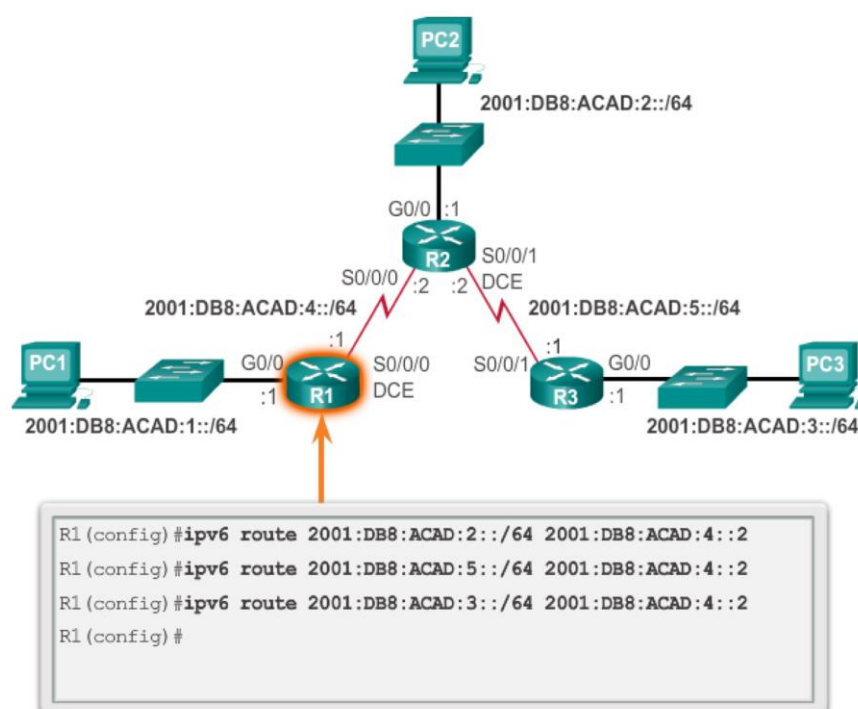 PC2
2001:DB8:ACAD:2::/64
G0/0 :1
R2
S0/0/1
S0/0/0
:2 :2
DCE
2001:DB8:ACAD:4::/64
2001:DB8:ACAD:5::/64
:1
:1
PC1
G0/0
S0/0/0
S0/0/1
G0/0
PC3
:1
R1
DCE
R3
:1
2001:DB8:ACAD:1::/64
2001:DB8:ACAD:3::/64
R1(config)#ipv6 route 2001:DB8:ACAD:2::/64 2001:DB8:ACAD:4::2
R1(config)#ipv6 route 2001:DB8:ACAD:5::/64 2001:DB8:ACAD:4::2
R1(config)#ipv6 route 2001:DB8:ACAD:3::/64 2001:DB8:ACAD:4::2
R1(config)#